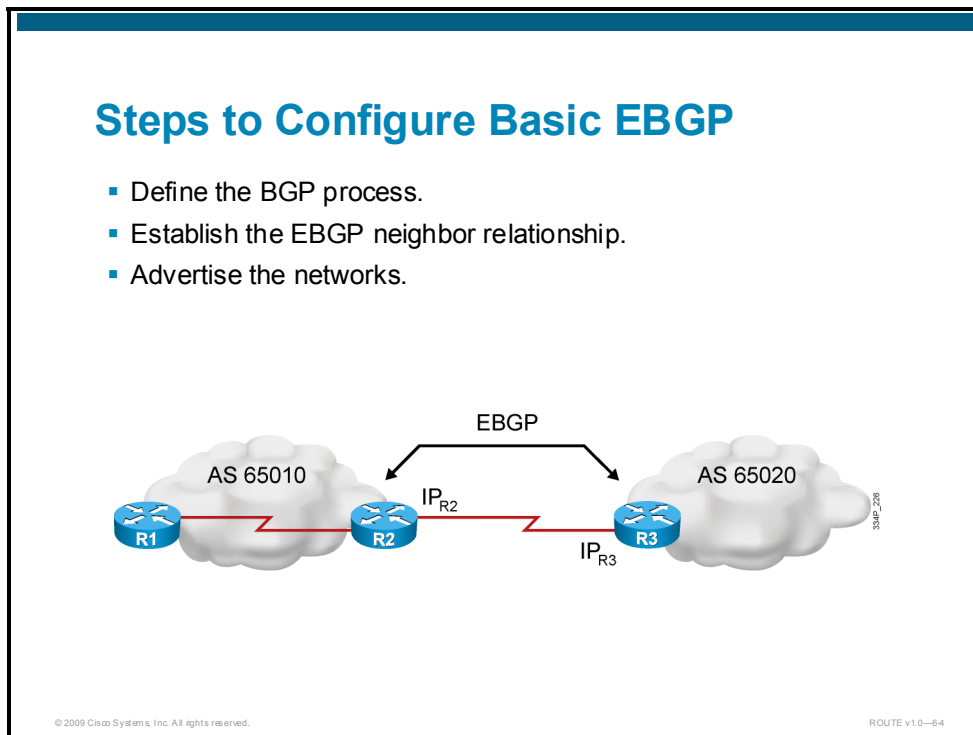 Steps to Configure Basic EBGP
▪ Define the BGP process.
▪ Establish the EBGP neighbor relationship.
▪ Advertise the networks.
EBGP
AS 65010
AS 65020
IPR2
R1
R2
IPR3
R3
334P_226
© 2009 Cisco Systems, Inc. All rights reserved.
ROUTE v1.0—64